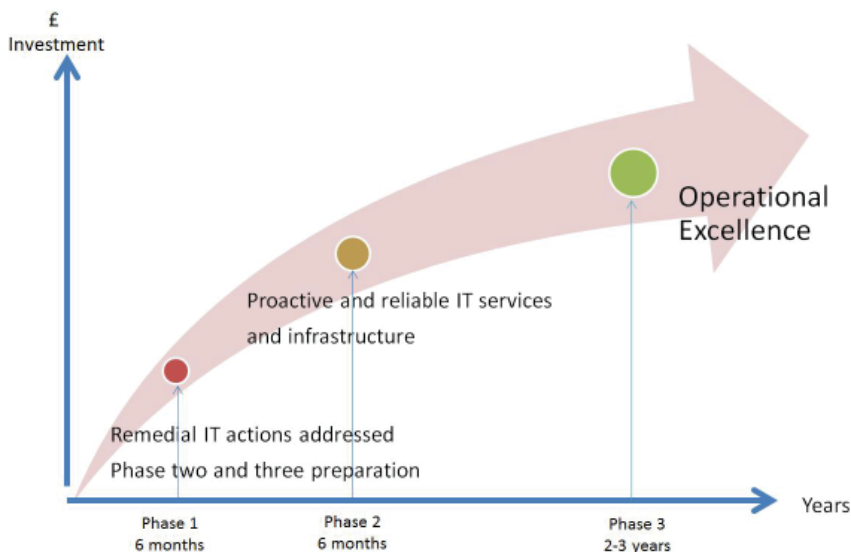 £
Investment
Operational
Excellence
Proactive and reliable IT services
and infrastructure
Remedial IT actions addressed
Phase two and three preparation
Years
Phase 1
6 months
Phase 2
6 months
Phase 3
2-3 years